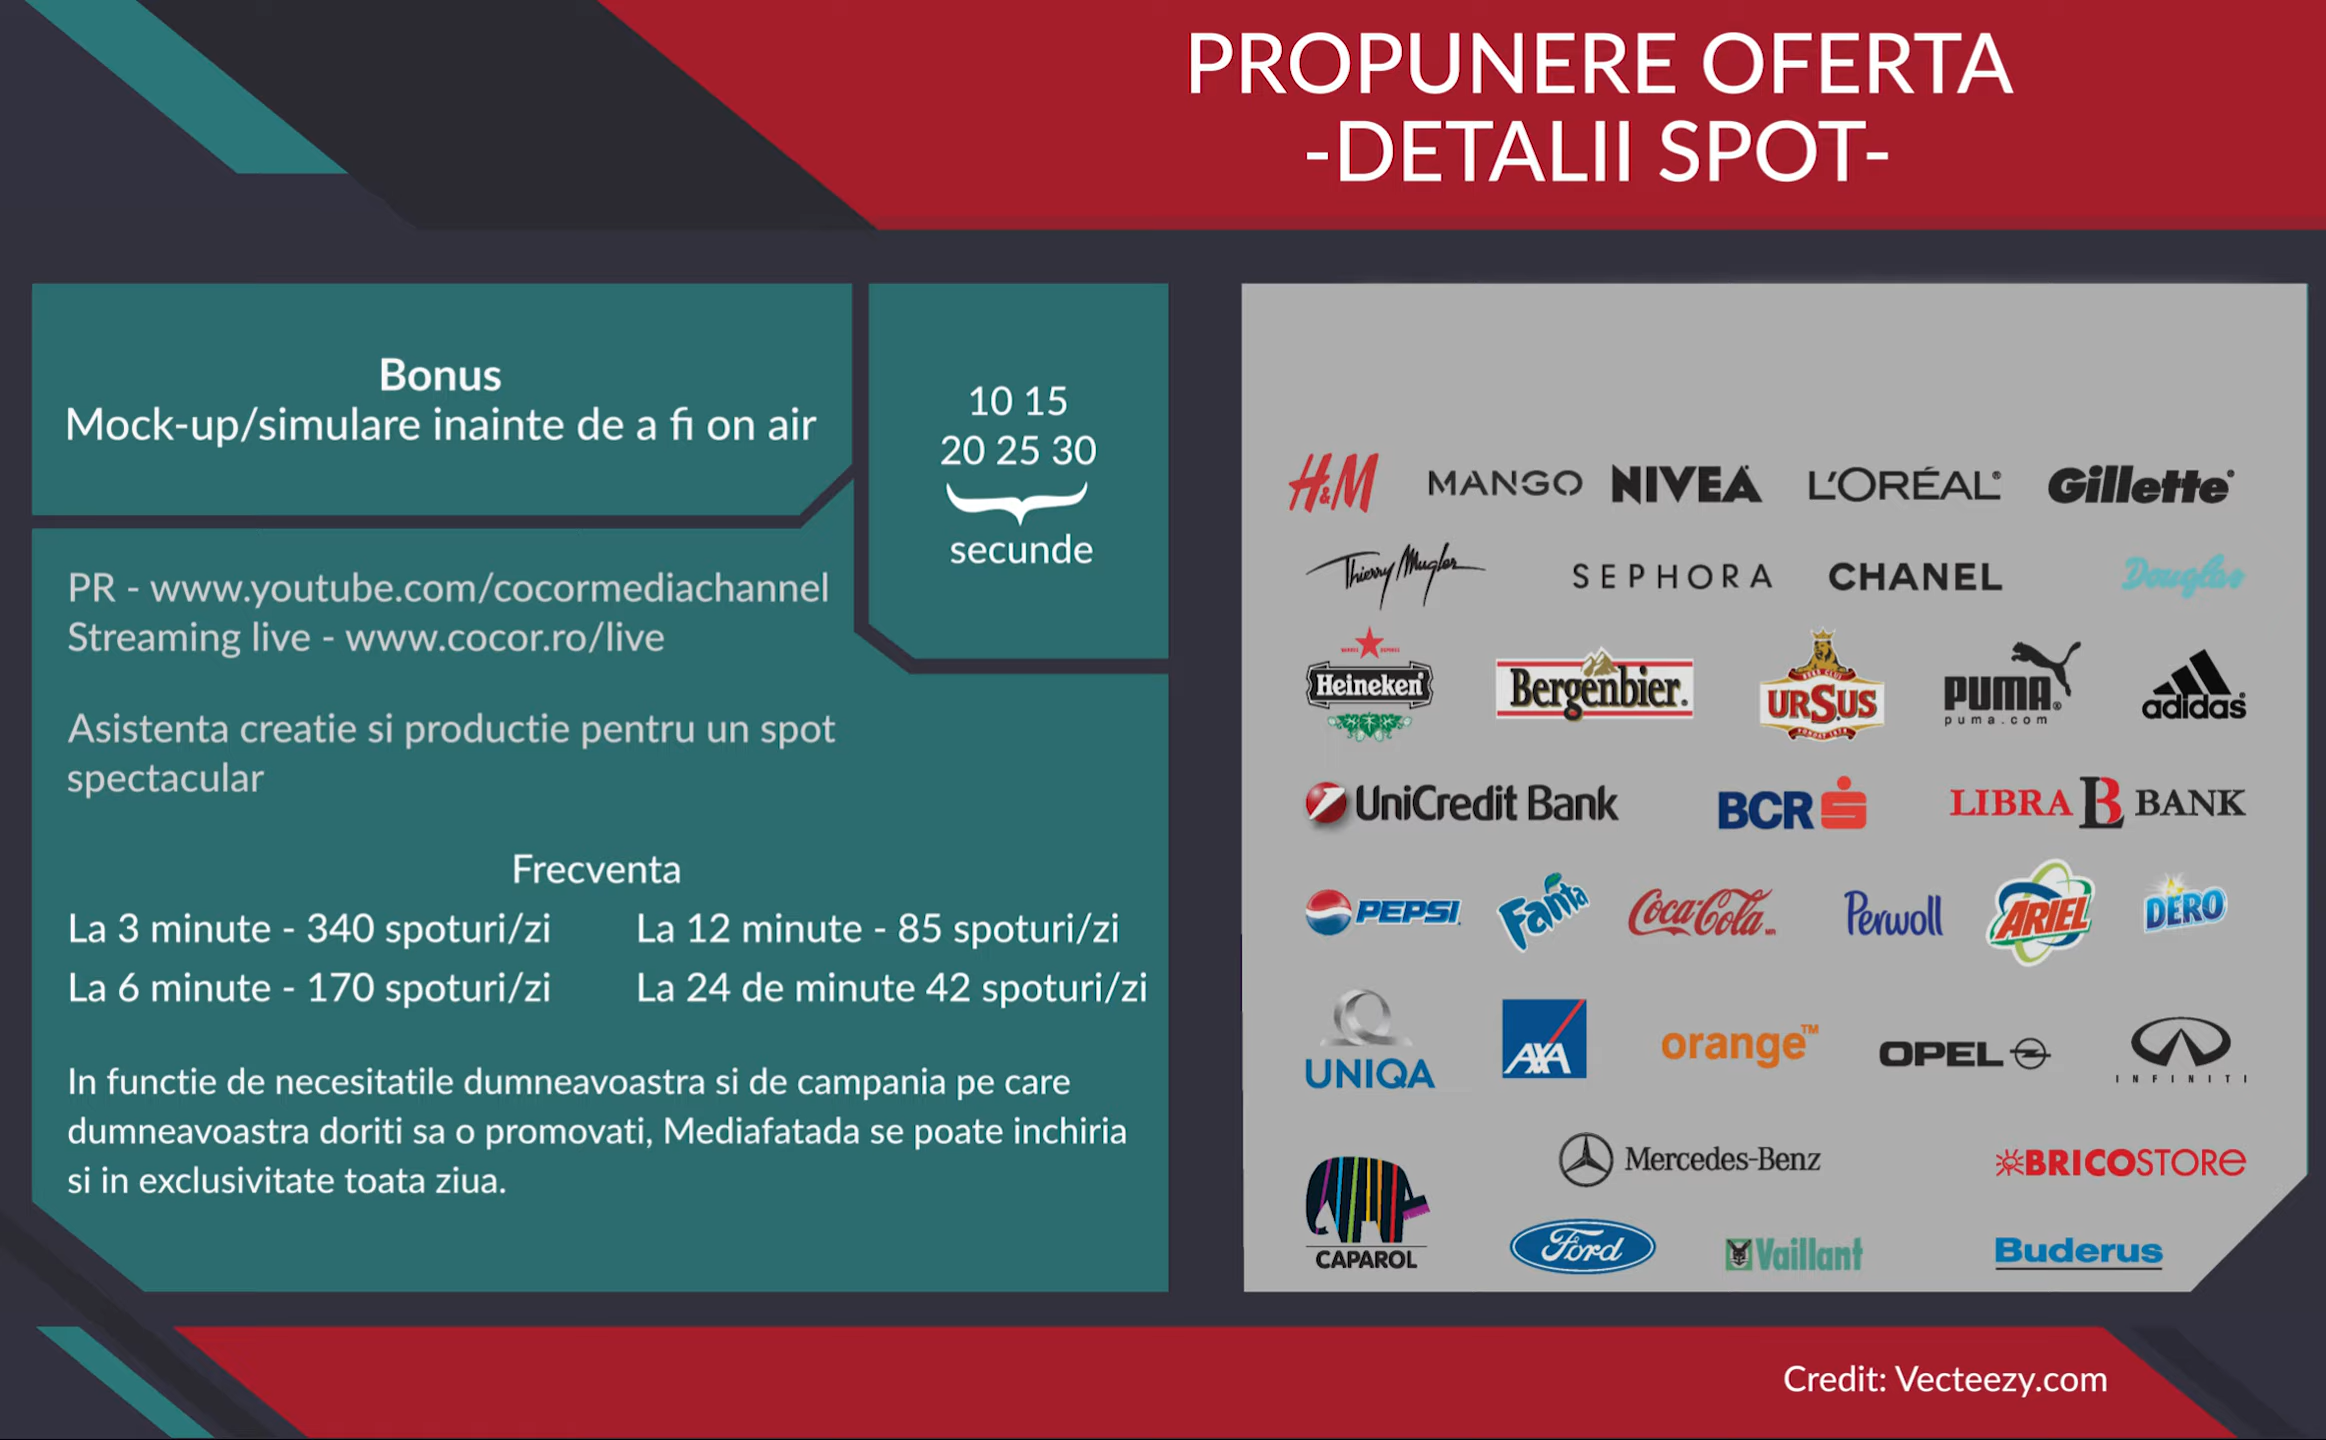 PROPUNERE OFERTA
-DETALII SPOT-
Bonus
Mock-up/simulare inainte de a fi on air
10 15
20 25 30
secunde
PR - www.youtube.com/cocormediachannel
Streaming live - www.cocor.ro/live
Asistenta creatie si productie pentru un spot
spectacular
Frecventa
La 3 minute - 340 spoturi/zi
La 12 minute - 85 spoturi/zi
La 6 minute - 170 spoturi/zi
La 24 de minute 42 spoturi/zi
In functie de necesitatile dumneavoastra si de campania pe care
dumneavoastra doriti sa o promovati, Mediafatada se poate inchiria
si in exclusivitate toata ziua.
H&M MANGO NIVEA L'ORÉAL Gillette
Thierry Mugler SEPHORA CHANEL Douglas
Heineken Bergenbier URSUS PUMA adidas
puma.com
UniCredit Bank BCR LIBRA B BANK
PEPSI Fanta Coca-Cola Perwoll ARIEL DERO
UNIQA AXA orange™ OPEL INFINITI
Mercedes-Benz BRICOSTORE
CAPAROL Ford Vaillant Buderus
Credit: Vecteezy.com